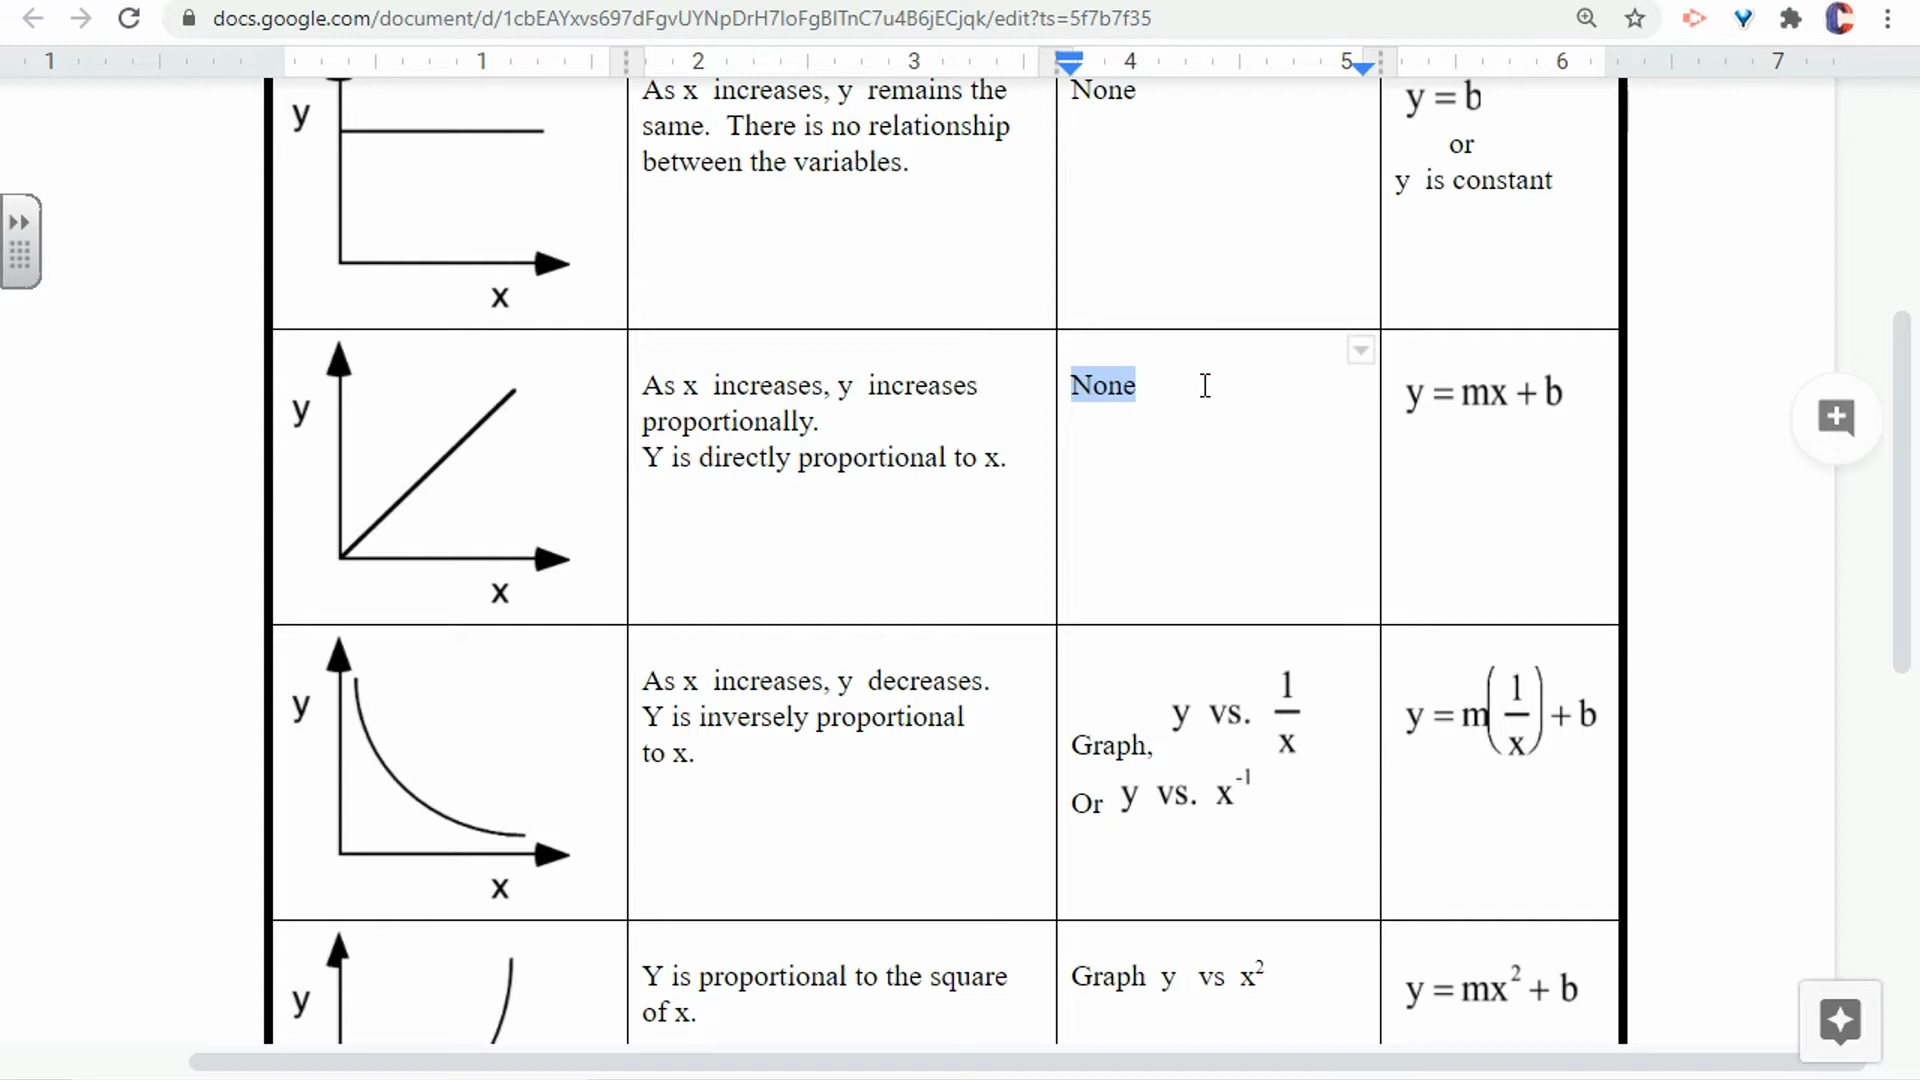 docs.google.com/document/d/1cbEAYxvs697dFgvUYNpDrH7IoFgBITnC7u4B6jECjqk/edit?ts=5f7b7f35
1 1 2 3 4 5 6 7
y
x
As x increases, y remains the
same. There is no relationship
between the variables.
None
y = b
or
y is constant
y
x
As x increases, y increases
proportionally.
Y is directly proportional to x.
None
y = mx + b
y
x
As x increases, y decreases.
Y is inversely proportional
to x.
Graph, y vs. 1/x
Or y vs. x⁻¹
y = m(1/x) + b
y
Y is proportional to the square
of x.
Graph y vs x²
y = mx² + b